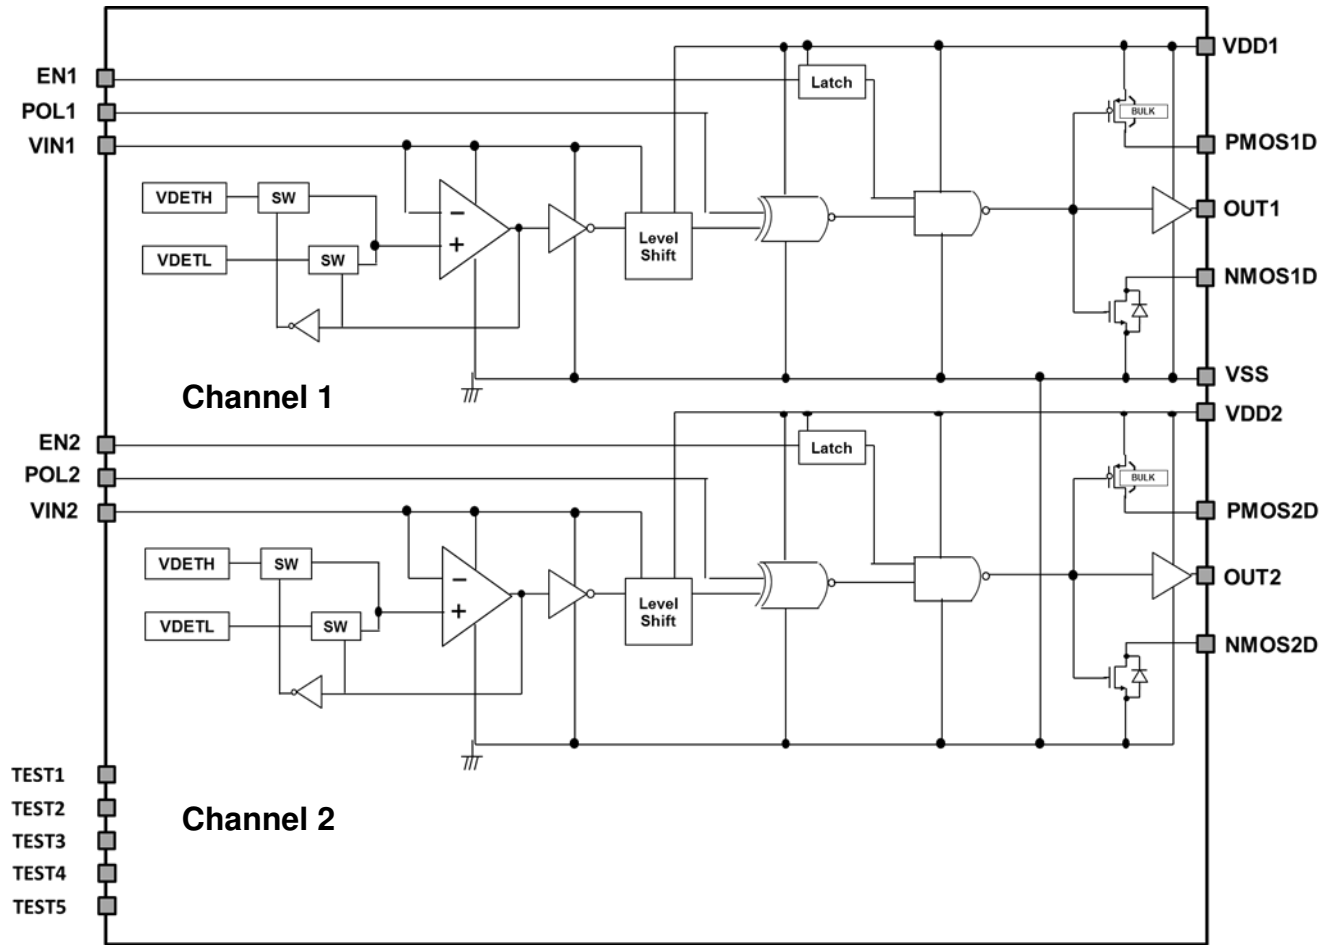 VDD1
EN1
Latch
POL1
BULK
VIN1
PMOS1D
VDETH SW
− OUT1
+
VDETL SW
Level
Shift
NMOS1D
VSS
Channel 1
VDD2
EN2
Latch
POL2
BULK
VIN2
PMOS2D
VDETH SW
− OUT2
+
VDETL SW
Level
Shift
NMOS2D
TEST1
TEST2
Channel 2
TEST3
TEST4
TEST5